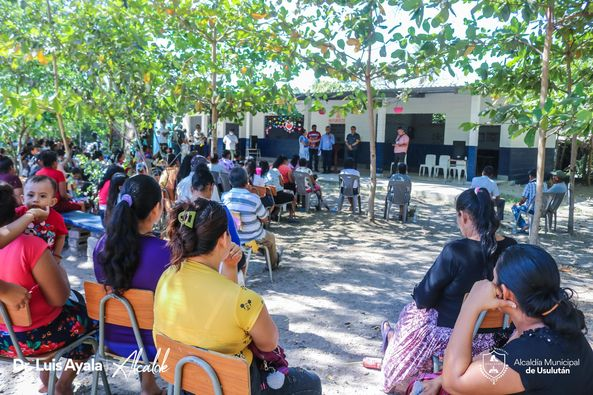 Dr. Luis Ayala Alcalde
Alcaldía Municipal
de Usulután